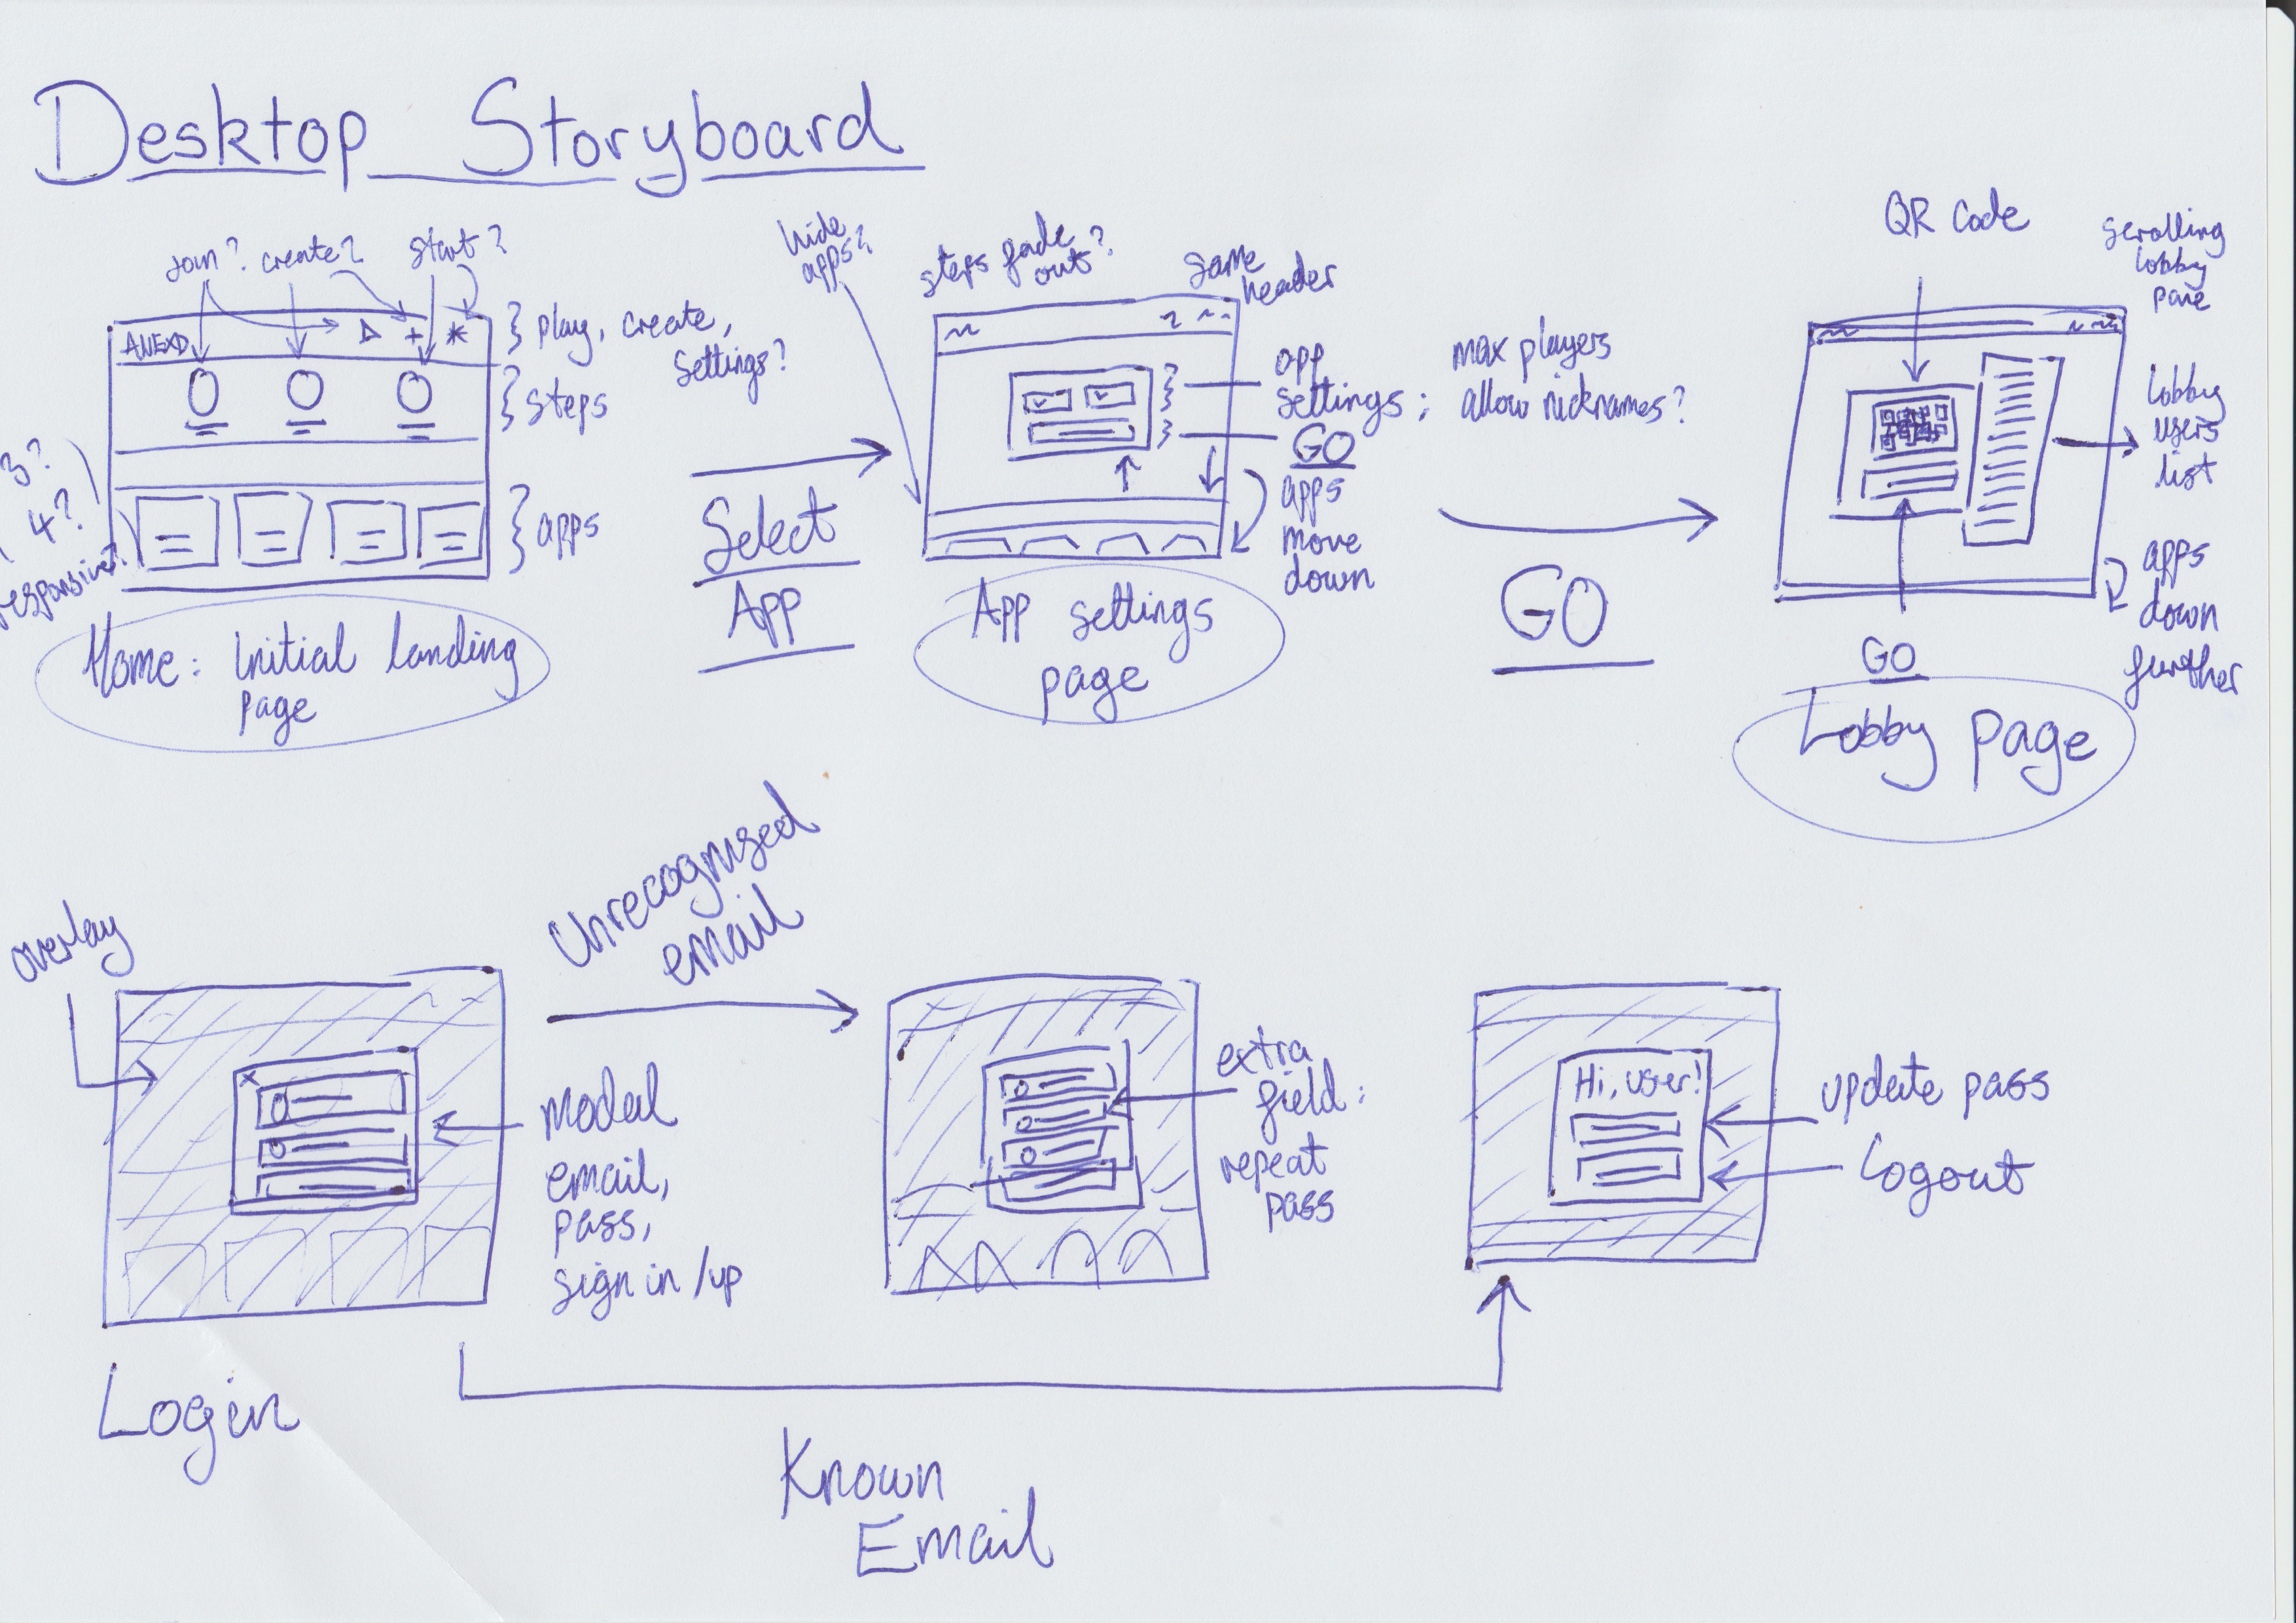 Desktop Storyboard
Join? create? start?
ANEXD
} play, create,
settings?
} steps
} apps
3?
4?
responsive?
Home: Initial landing
page
Select
App
hide
apps?
steps fade
out?
same
header
app
settings;
max players
allow nicknames?
GO
apps
move
down
App settings
page
GO
QR Code
scrolling
lobby
pane
lobby
users
list
apps
down
further
GO
Lobby page
overlay
Unrecognised
email
modal
email,
pass,
sign in/up
Login
extra
field:
repeat
pass
Hi, user!
update pass
Logout
Known
Email